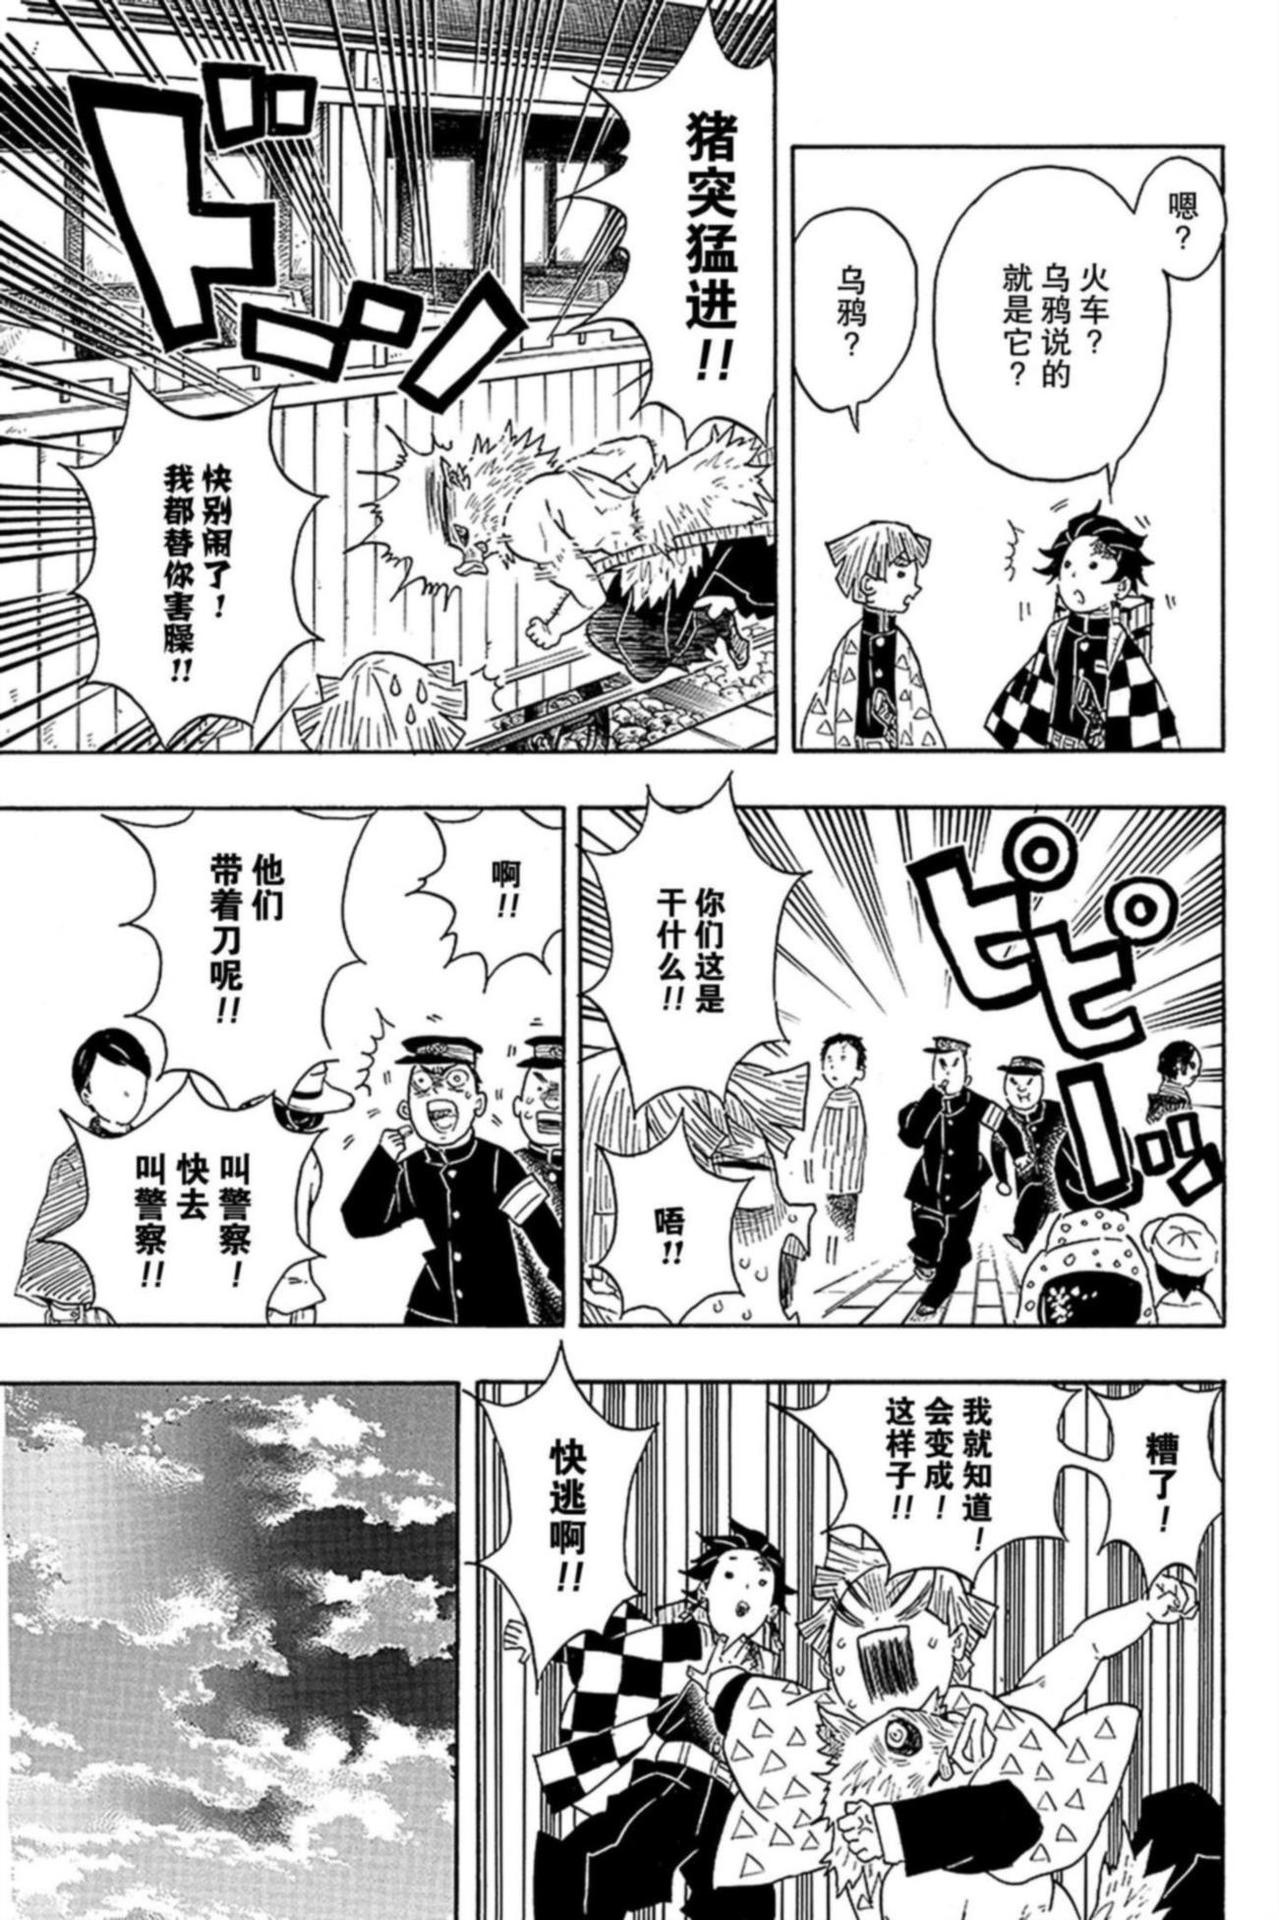 嗯？
火车？
乌鸦说的
就是它？
乌鸦？
猪突猛进!!
ドーンッ
快别闹了！
我都替你害臊!!
ピピーッ
你们这是
干什么!!
唔!!
啊!!
他们
带着刀呢!!
叫警察！
快去
叫警察!!
糟了！
我就知道！
会变成！
这样子!!
快逃啊!!